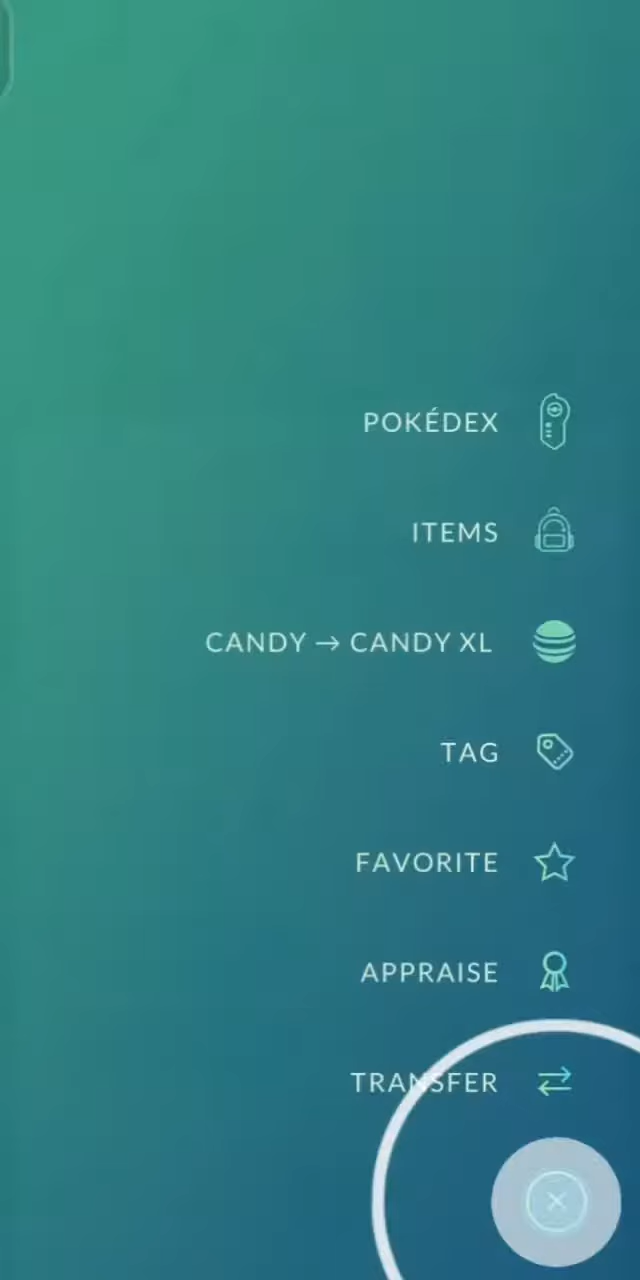 POKÉDEX
ITEMS
CANDY → CANDY XL
TAG
FAVORITE
APPRAISE
TRANSFER